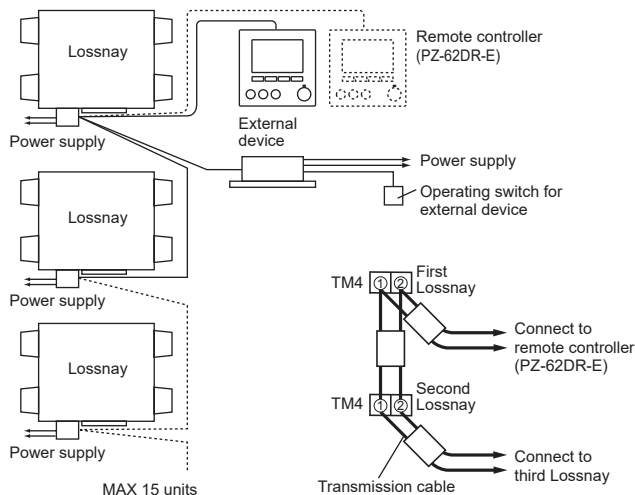 Lossnay
Remote controller
(PZ-62DR-E)
Power supply
External
device
Power supply
Operating switch for
external device
Lossnay
Power supply
Lossnay
Power supply
MAX 15 units
TM4
① ②
First
Lossnay
Connect to
remote controller
(PZ-62DR-E)
TM4
① ②
Second
Lossnay
Connect to
third Lossnay
Transmission cable